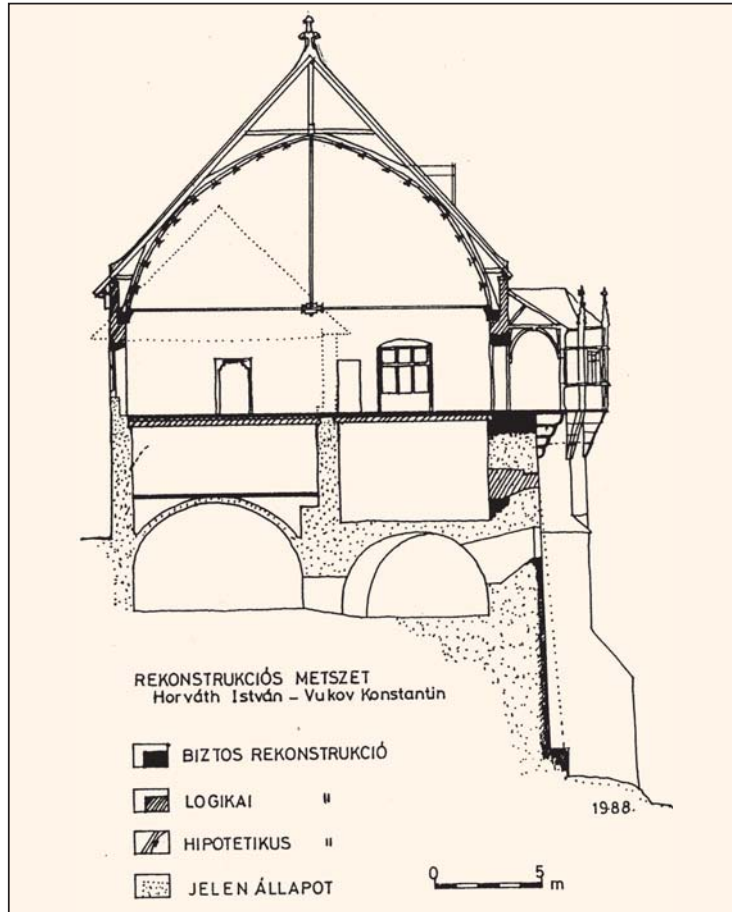 REKONSTRUKCIÓS METSZET
Horváth István – Vukov Konstantin
BIZTOS REKONSTRUKCIÓ
LOGIKAI "
HIPOTETIKUS "
JELEN ÁLLAPOT
1988.
0 5
m